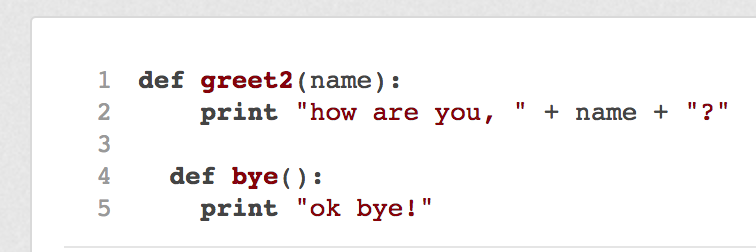 1 def greet2(name):
2     print "how are you, " + name + "?"
3
4   def bye():
5     print "ok bye!"